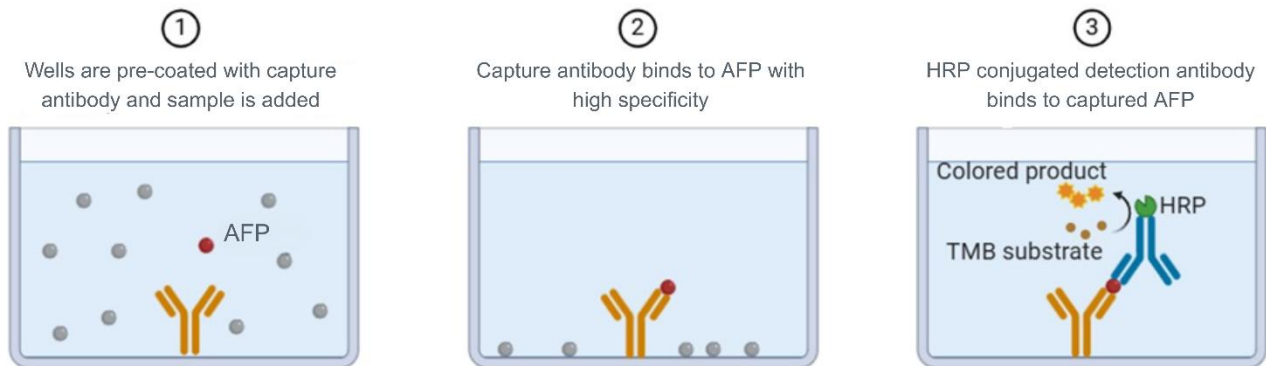 1
Wells are pre-coated with capture
antibody and sample is added
AFP
2
Capture antibody binds to AFP with
high specificity
3
HRP conjugated detection antibody
binds to captured AFP
Colored product
HRP
TMB substrate